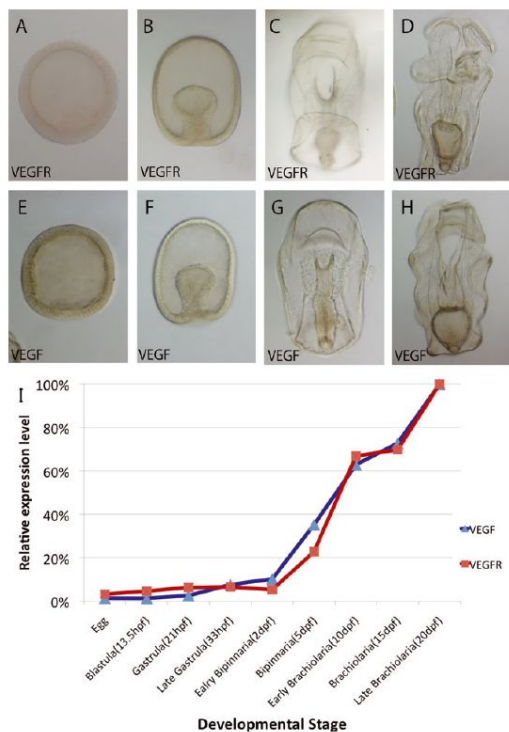 A
B
C
D
VEGFR
VEGFR
VEGFR
VEGFR
E
F
G
H
VEGF
VEGF
VEGF
VEGF
I
100%
80%
60%
40%
20%
0%
Relative expression level
VEGF
VEGFR
Egg
Blastula(13.5hpf)
Gastrula(21hpf)
Late Gastrula(33hpf)
Ealry Bipinnaria(2dpf)
Bipinnaria(5dpf)
Early Brachiolaria(10dpf)
Brachiolaria(15dpf)
Late Brachiolaria(20dpf)
Developmental Stage